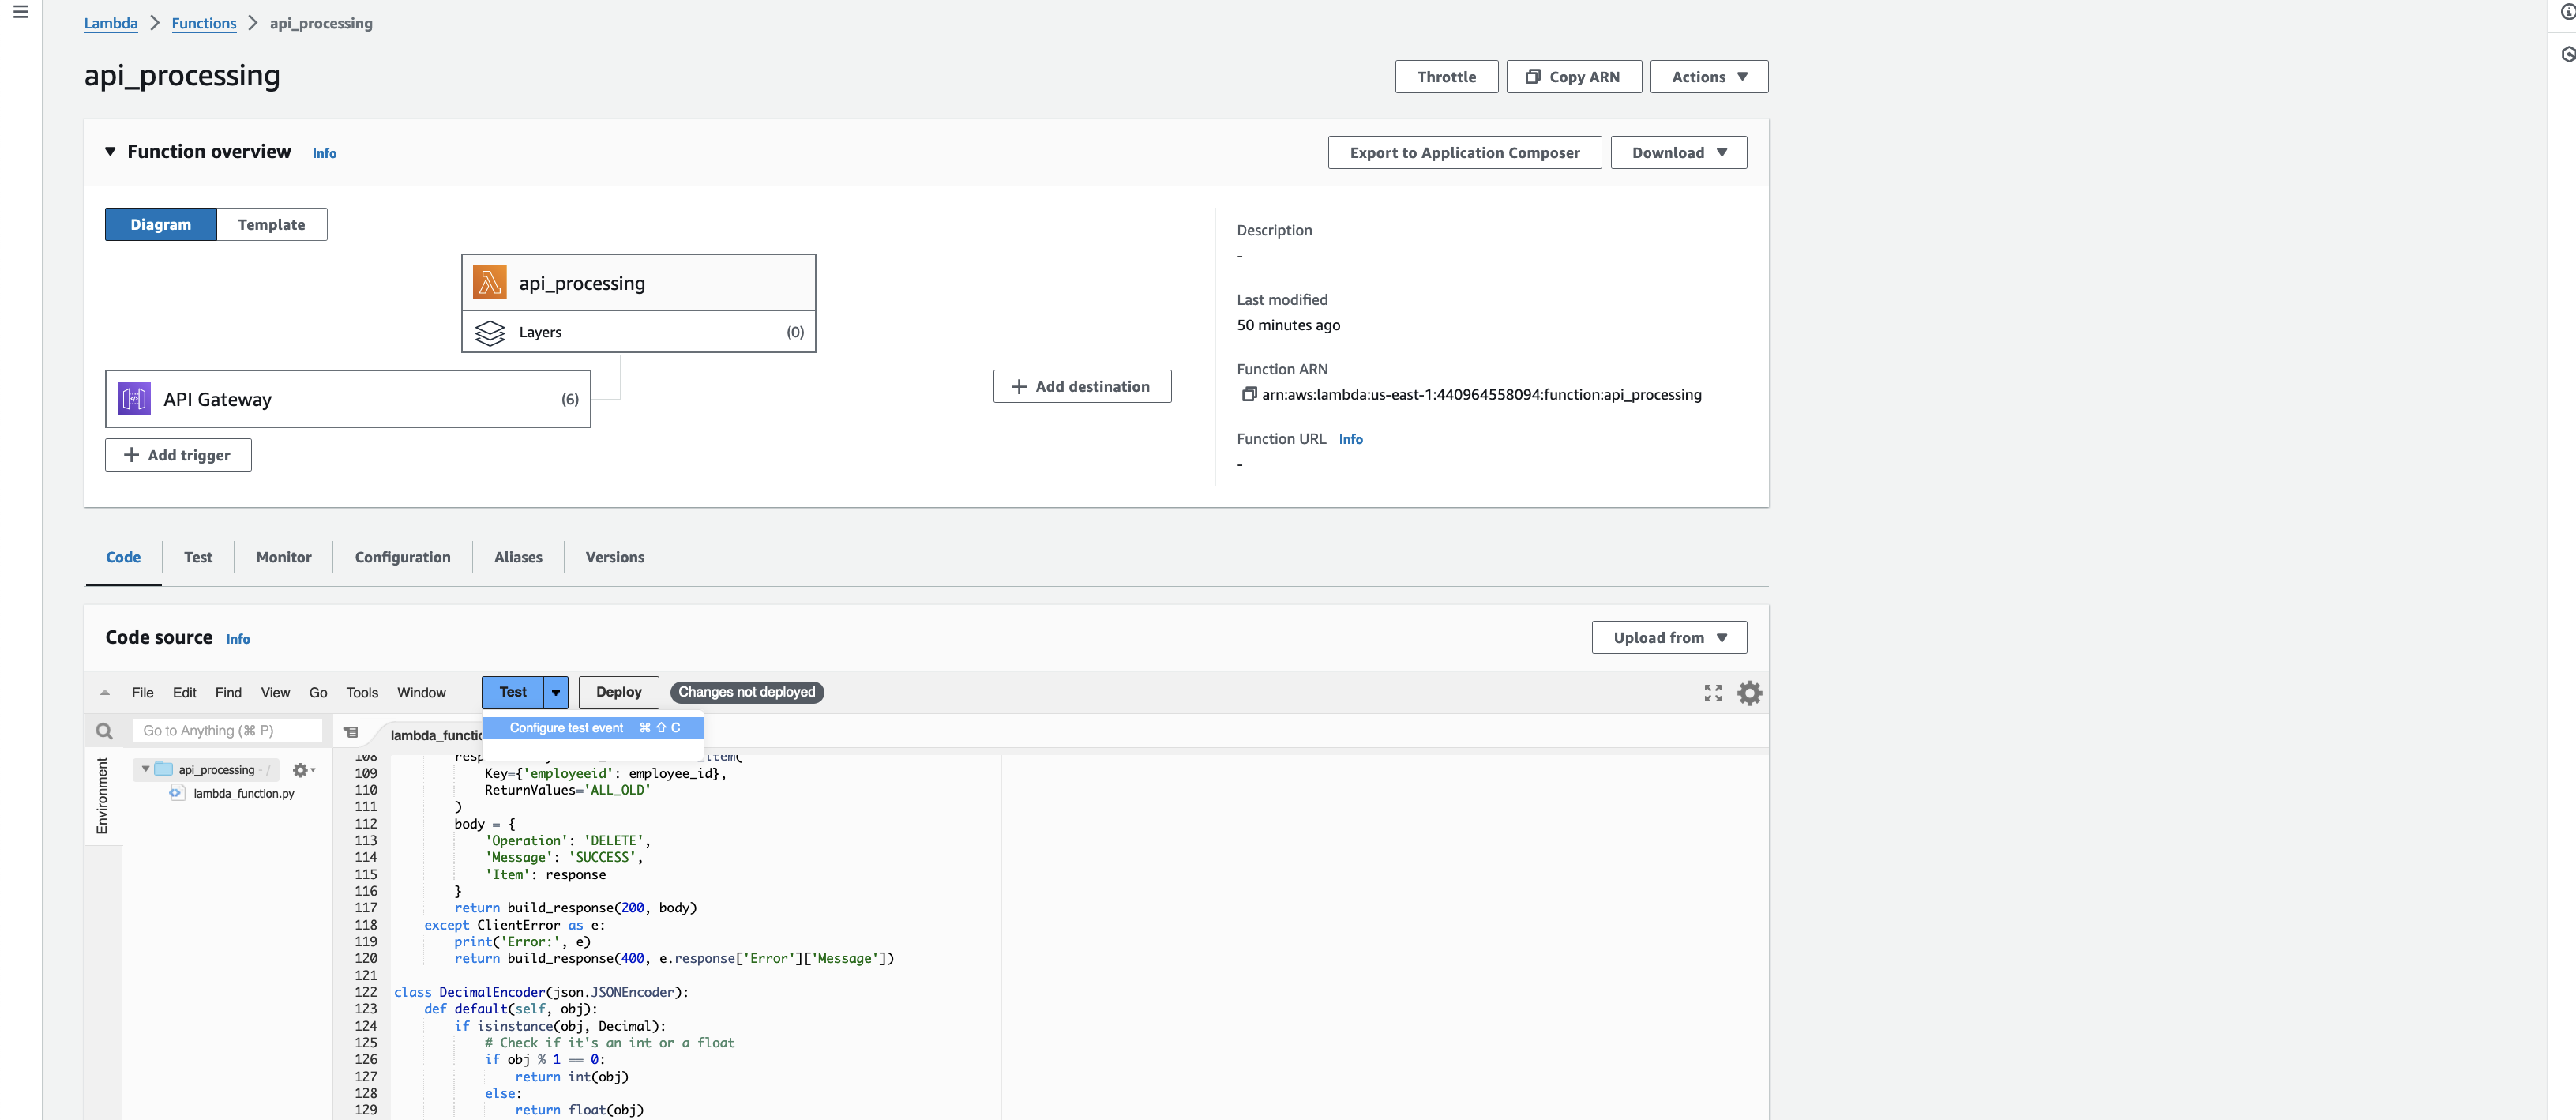 Lambda > Functions > api_processing
api_processing
Throttle
Copy ARN
Actions
Function overview Info
Export to Application Composer
Download
Diagram
Template
api_processing
Layers (0)
API Gateway (6)
Add trigger
Add destination
Description
-
Last modified
50 minutes ago
Function ARN
arn:aws:lambda:us-east-1:440964558094:function:api_processing
Function URL Info
-
Code
Test
Monitor
Configuration
Aliases
Versions
Code source Info
Upload from
File Edit Find View Go Tools Window
Test
Deploy
Changes not deployed
Configure test event ⌘ ⇧ C
Go to Anything (⌘ P)
Environment
api_processing - /
lambda_function.py
109 Key={'employeeid': employee_id},
110 ReturnValues='ALL_OLD'
111 )
112 body = {
113 'Operation': 'DELETE',
114 'Message': 'SUCCESS',
115 'Item': response
116 }
117 return build_response(200, body)
118 except ClientError as e:
119 print('Error:', e)
120 return build_response(400, e.response['Error']['Message'])
121
122 class DecimalEncoder(json.JSONEncoder):
123 def default(self, obj):
124 if isinstance(obj, Decimal):
125 # Check if it's an int or a float
126 if obj % 1 == 0:
127 return int(obj)
128 else:
129 return float(obj)